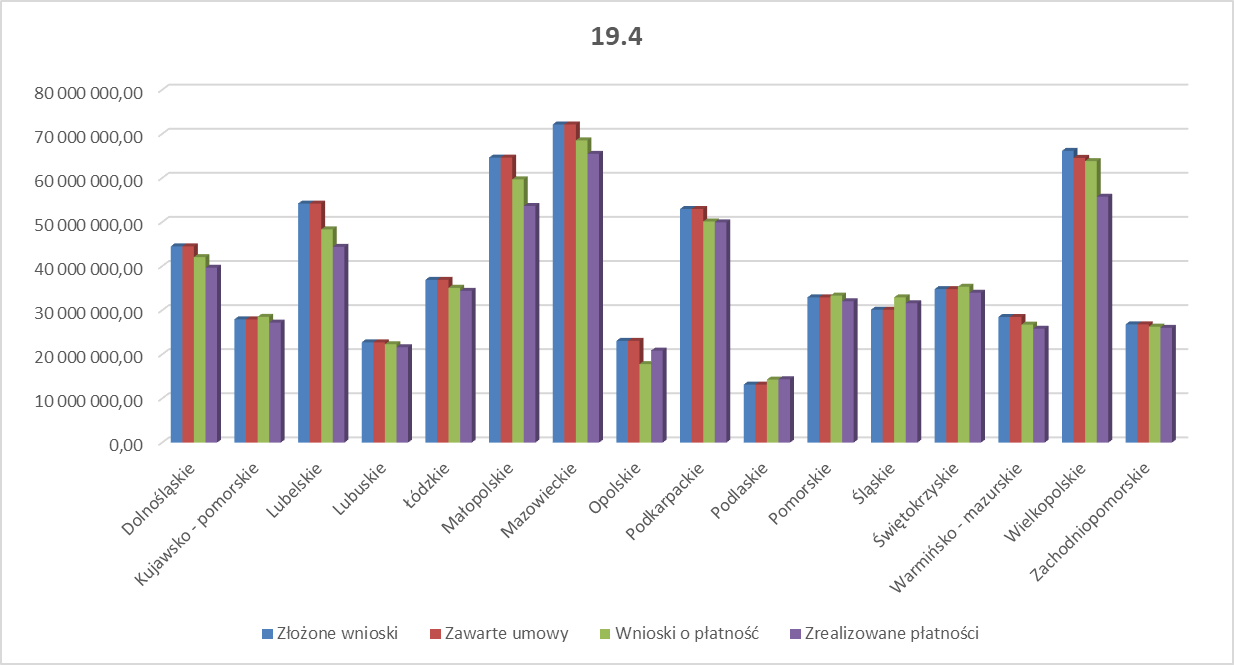 19.4
80 000 000,00
70 000 000,00
60 000 000,00
50 000 000,00
40 000 000,00
30 000 000,00
20 000 000,00
10 000 000,00
0,00
Dolnośląskie
Kujawsko - pomorskie
Lubelskie
Lubuskie
Łódzkie
Małopolskie
Mazowieckie
Opolskie
Podkarpackie
Podlaskie
Pomorskie
Śląskie
Świętokrzyskie
Warmińsko - mazurskie
Wielkopolskie
Zachodniopomorskie
Złożone wnioski Zawarte umowy Wnioski o płatność Zrealizowane płatności